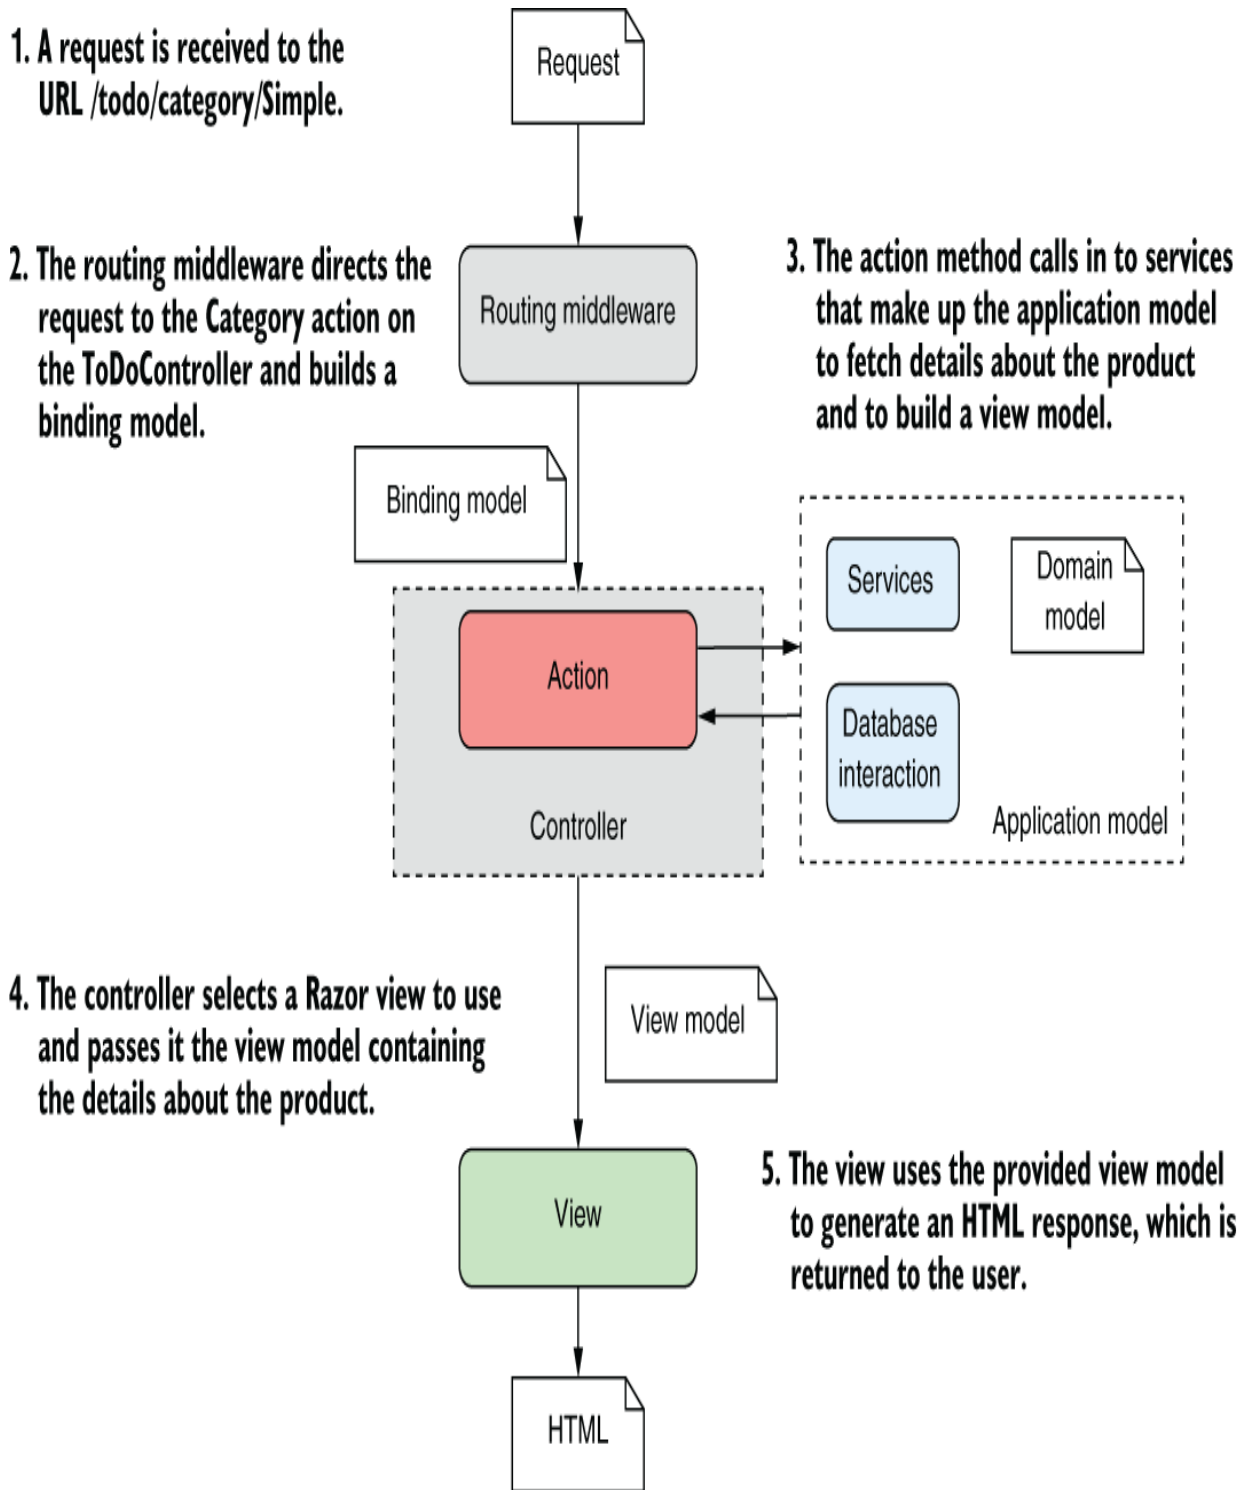 1. A request is received to the
URL /todo/category/Simple.
Request
2. The routing middleware directs the
request to the Category action on
the ToDoController and builds a
binding model.
Routing middleware
3. The action method calls in to services
that make up the application model
to fetch details about the product
and to build a view model.
Binding model
Action
Controller
Services
Domain
model
Database
interaction
Application model
4. The controller selects a Razor view to use
and passes it the view model containing
the details about the product.
View model
View
5. The view uses the provided view model
to generate an HTML response, which is
returned to the user.
HTML